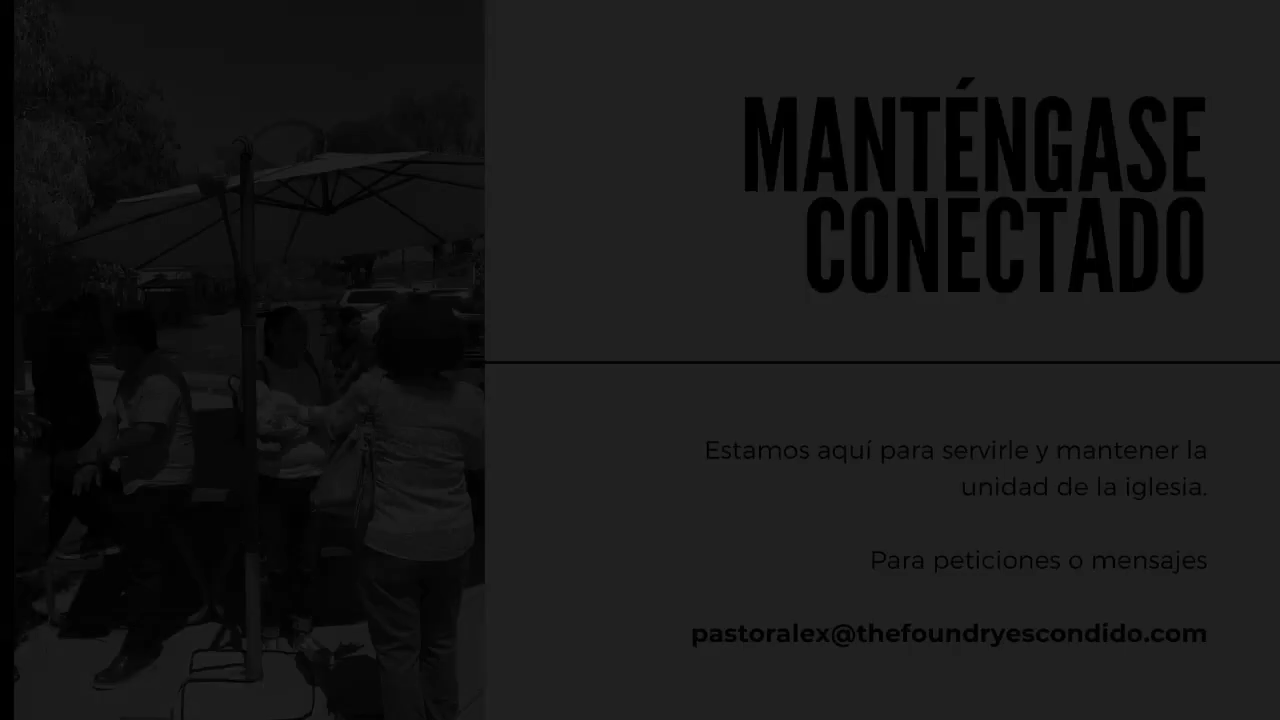 MANTÉNGASE
CONECTADO
Estamos aquí para servirle y mantener la
unidad de la iglesia.
Para peticiones o mensajes
pastoralex@thefoundryescondido.com